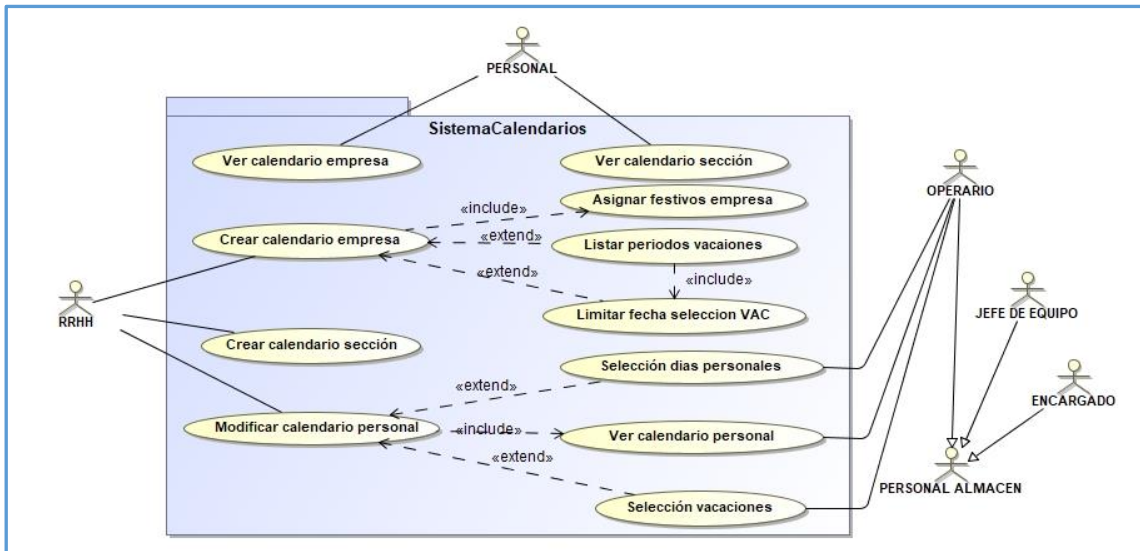 PERSONAL
SistemaCalendarios
Ver calendario empresa
Ver calendario sección
OPERARIO
Asignar festivos empresa
«include»
Crear calendario empresa
«extend»
Listar periodos vacaiones
«extend»
«include»
RRHH
Limitar fecha seleccion VAC
JEFE DE EQUIPO
Crear calendario sección
Selección dias personales
«extend»
ENCARGADO
Modificar calendario personal
«include»
Ver calendario personal
«extend»
PERSONAL ALMACEN
Selección vacaciones